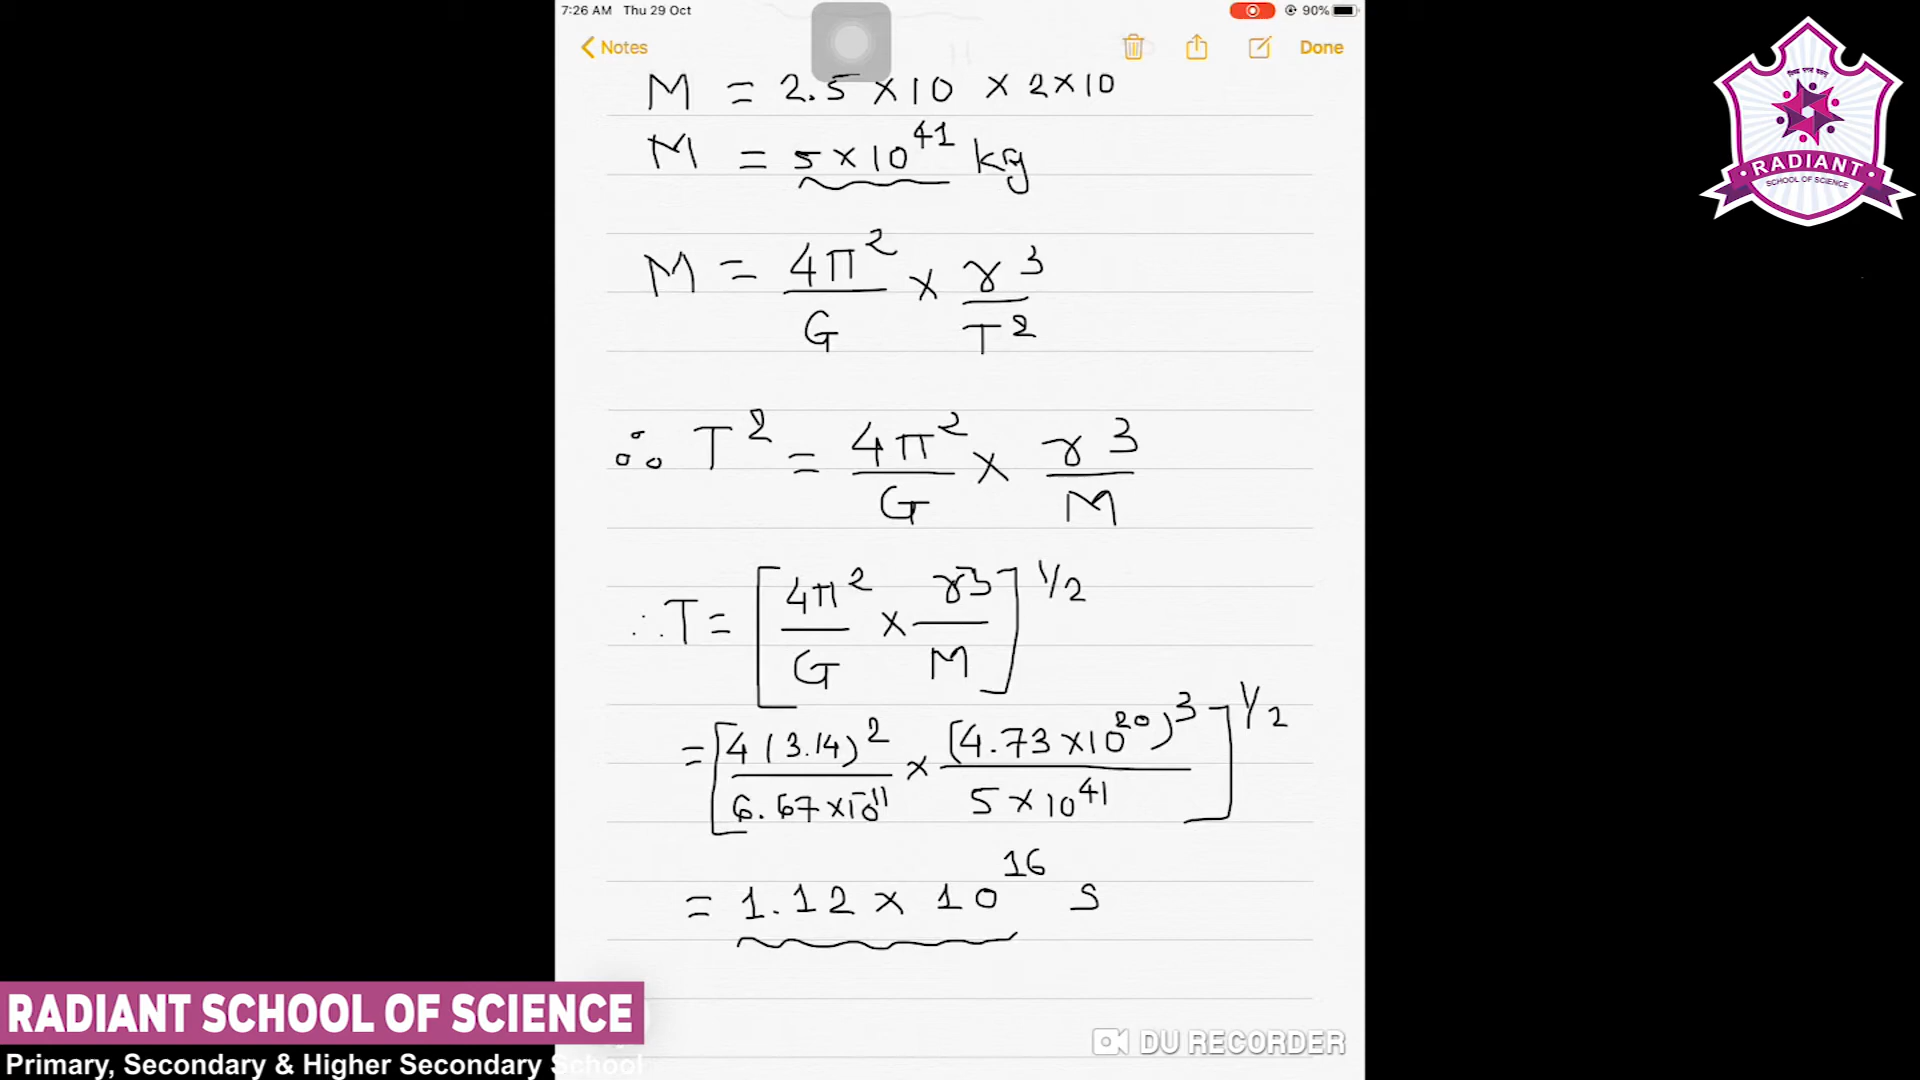 7:26 AM Thu 29 Oct
90%
Notes
Done
M = 2.5 × 10 × 2 × 10
M = 5 × 10^41 kg
M = 4π^2/G × r^3/T^2
∴ T^2 = 4π^2/G × r^3/M
∴ T = [4π^2/G × r3/M]^1/2
= [4(3.14)^2/6.67×10^-11 × (4.73×10^20)^3/5×10^41]^1/2
= 1.12 × 10^16 s
RADIANT
SCHOOL OF SCIENCE
RADIANT SCHOOL OF SCIENCE
Primary, Secondary & Higher Secondary School
DU RECORDER